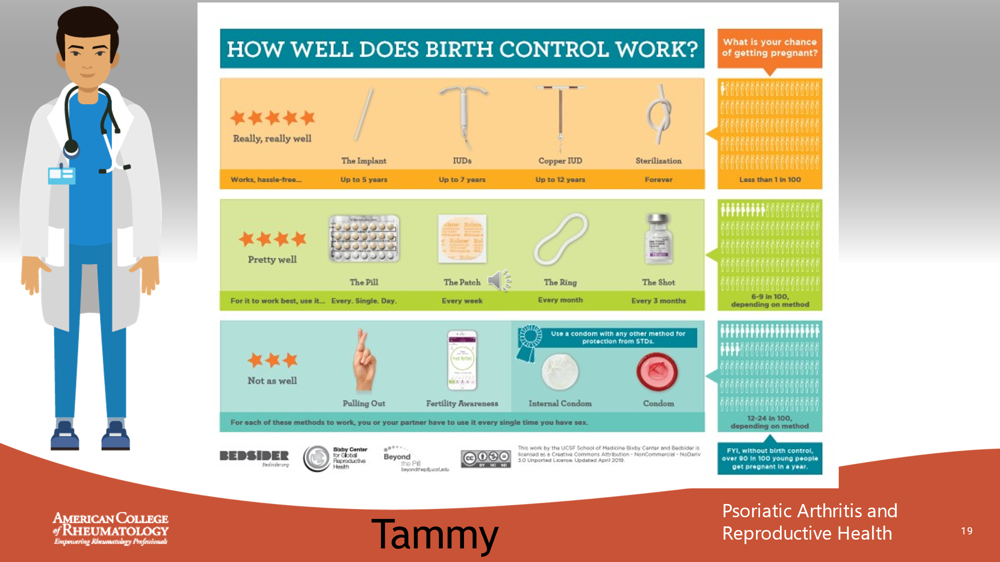 HOW WELL DOES BIRTH CONTROL WORK?
What is your chance
of getting pregnant?
Really, really well
The Implant
IUDs
Copper IUD
Sterilization
Works, hassle-free...
Up to 5 years
Up to 7 years
Up to 12 years
Forever
Less than 1 in 100
Pretty well
Xulane
The Pill
The Patch
The Ring
The Shot
For it to work best, use it...
Every. Single. Day.
Every week
Every month
Every 3 months
6-9 in 100,
depending on method
Not as well
Not fertile
Use a condom with any other method for
protection from STDs.
Pulling Out
Fertility Awareness
Internal Condom
Condom
For each of these methods to work, you or your partner have to use it every single time you have sex.
12-24 in 100,
depending on method
FYI, without birth control,
over 90 in 100 young people
get pregnant in a year.
BEDSIDER
Bedsider.org
Bixby Center
for Global
Reproductive
Health
Beyond
the Pill
beyondthepill.ucsf.edu
cc
BY NC ND
This work by the UCSF School of Medicine Bixby Center and Bedsider is
licensed as a Creative Commons Attribution - NonCommercial - NoDeriv
3.0 Unported License. Updated April 2019.
AMERICAN COLLEGE
of RHEUMATOLOGY
Empowering Rheumatology Professionals
Tammy
Psoriatic Arthritis and
Reproductive Health
19